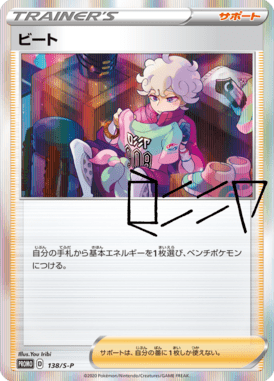 TRAINER'S サポート
ビート
自分の手札から基本エネルギーを1枚選び、ベンチポケモン
につける。
Illus.You Iribi
PROMO D 138/S-P
サポートは、自分の番に1枚しか使えない。
©2020 Pokémon/Nintendo/Creatures/GAME FREAK.